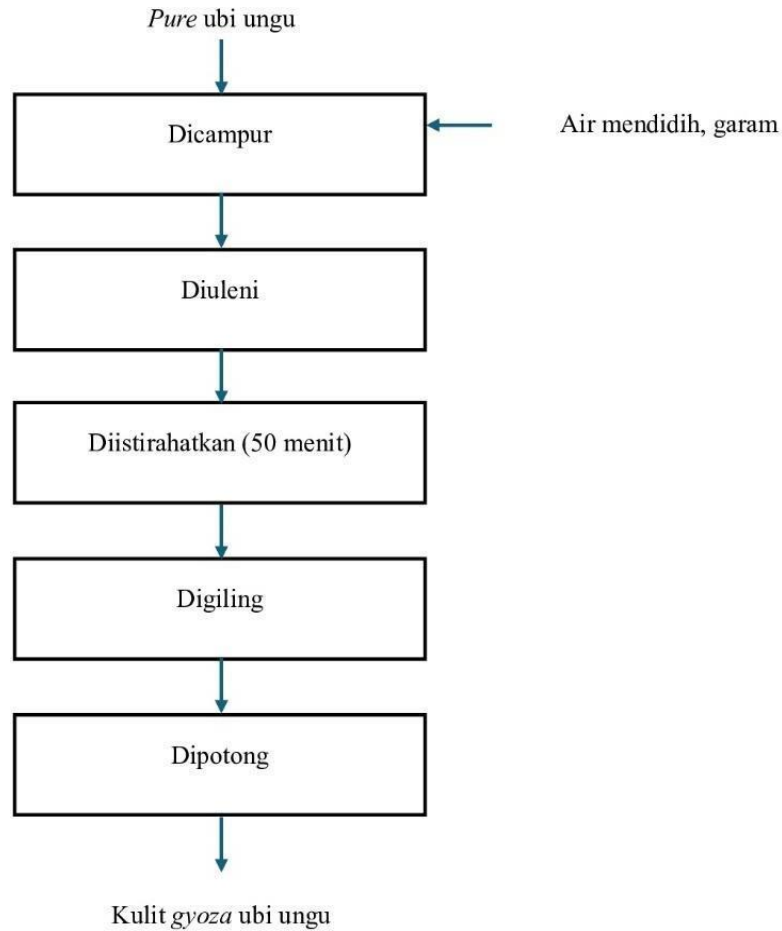 Pure ubi ungu
Dicampur
Air mendidih, garam
Diuleni
Diistirahatkan (50 menit)
Digiling
Dipotong
Kulit gyoza ubi ungu